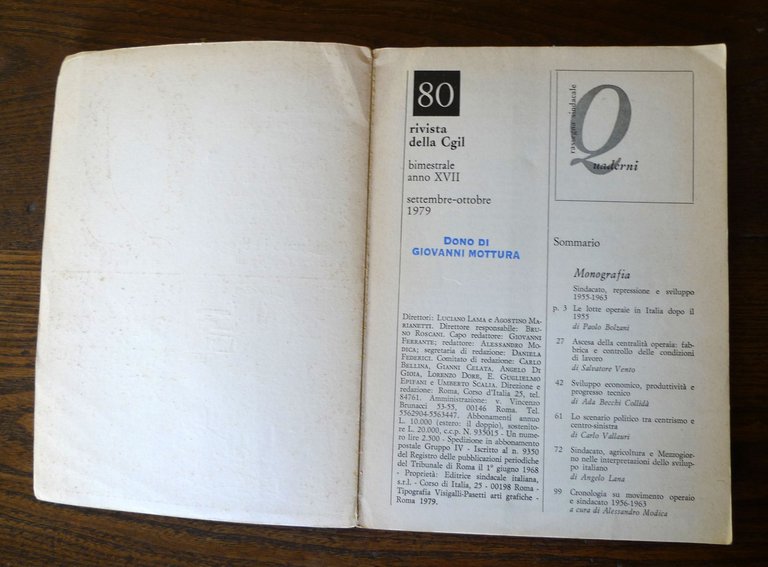 80
rivista
della Cgil
bimestrale
anno XVII
settembre-ottobre
1979
DONO DI
GIOVANNI MOTTURA
Direttori: LUCIANO LAMA e AGOSTINO MA-
RIANETTI. Direttore responsabile: BRU-
NO ROSCANI. Capo redattore: GIOVANNI
FERRANTE; redattore: ALESSANDRO MO-
DICA; segretaria di redazione: DANIELA
FEDERICI. Comitato di redazione: CARLO
BELLINA, GIANNI CELATA, ANGELO DI
GIOIA, LORENZO DORE, E. GUGLIELMO
EPIFANI e UMBERTO SCALIA. Direzione e
redazione: Roma, Corso d'Italia 25, tel.
84761. Amministrazione: v. Vincenzo
Brunacci 53-55, 00146 Roma. Tel.
5562904-5563447. Abbonamenti annuo
L. 10.000 (estero: il doppio), sostenito-
re L. 20.000, c.c.p. N. 935015 - Un nume-
ro lire 2.500 - Spedizione in abbonamento
postale Gruppo IV - Iscritto al n. 9350
del Registro delle pubblicazioni periodiche
del Tribunale di Roma il 1° giugno 1968
- Proprietà: Editrice sindacale italiana,
s.r.l. - Corso di Italia, 25 - 00198 Roma -
Tipografia Visigalli-Pasetti arti grafiche -
Roma 1979.
rassegna sindacale
Quaderni
Sommario
Monografia
Sindacato, repressione e sviluppo
1955-1963
p. 3 Le lotte operaie in Italia dopo il
1955
di Paolo Bolzani
27 Ascesa della centralità operaia: fab-
brica e controllo delle condizioni
di lavoro
di Salvatore Vento
42 Sviluppo economico, produttività e
progresso tecnico
di Ada Becchi Collidà
61 Lo scenario politico tra centrismo e
centro-sinistra
di Carlo Vallauri
72 Sindacato, agricoltura e Mezzogior-
no nelle interpretazioni dello svilup-
po italiano
di Angelo Lana
99 Cronologia su movimento operaio
e sindacato 1956-1963
a cura di Alessandro Modica